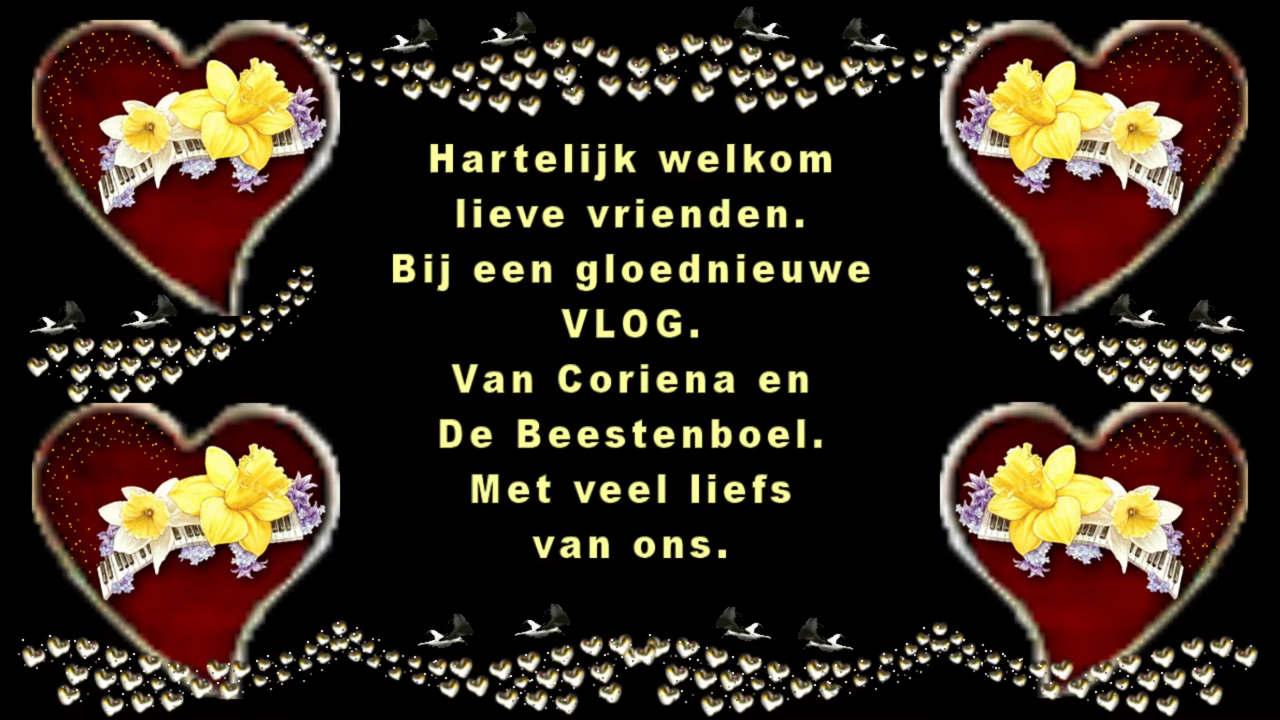 Hartelijk welkom
lieve vrienden.
Bij een gloednieuwe
VLOG.
Van Coriena en
De Beestenboel.
Met veel liefs
van ons.